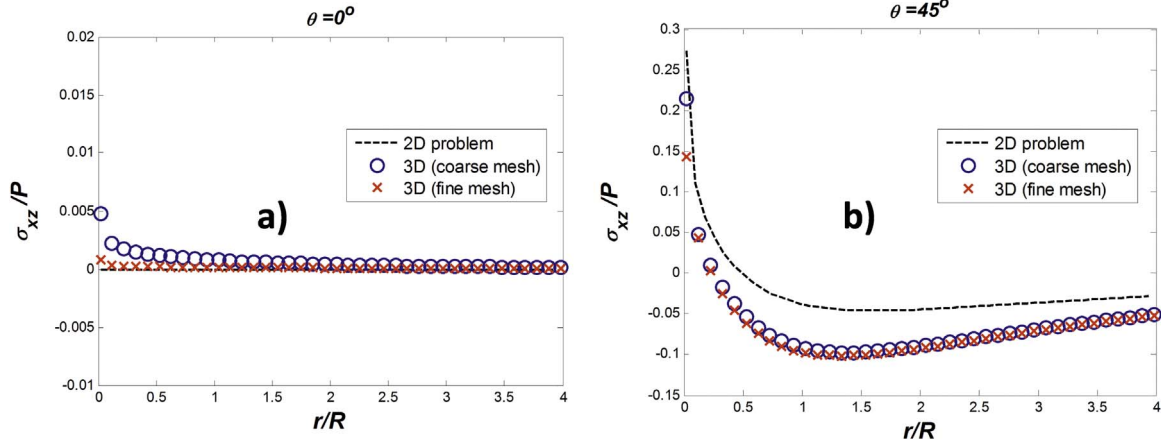 θ =0º
0.02
0.015
0.01
0.005
0
-0.005
-0.01
σxz /P
2D problem
3D (coarse mesh)
3D (fine mesh)
a)
0 0.5 1 1.5 2 2.5 3 3.5 4
r/R
θ =45º
0.3
0.25
0.2
0.15
0.1
0.05
0
-0.05
-0.1
-0.15
σxz /P
2D problem
3D (coarse mesh)
3D (fine mesh)
b)
0 0.5 1 1.5 2 2.5 3 3.5 4
r/R